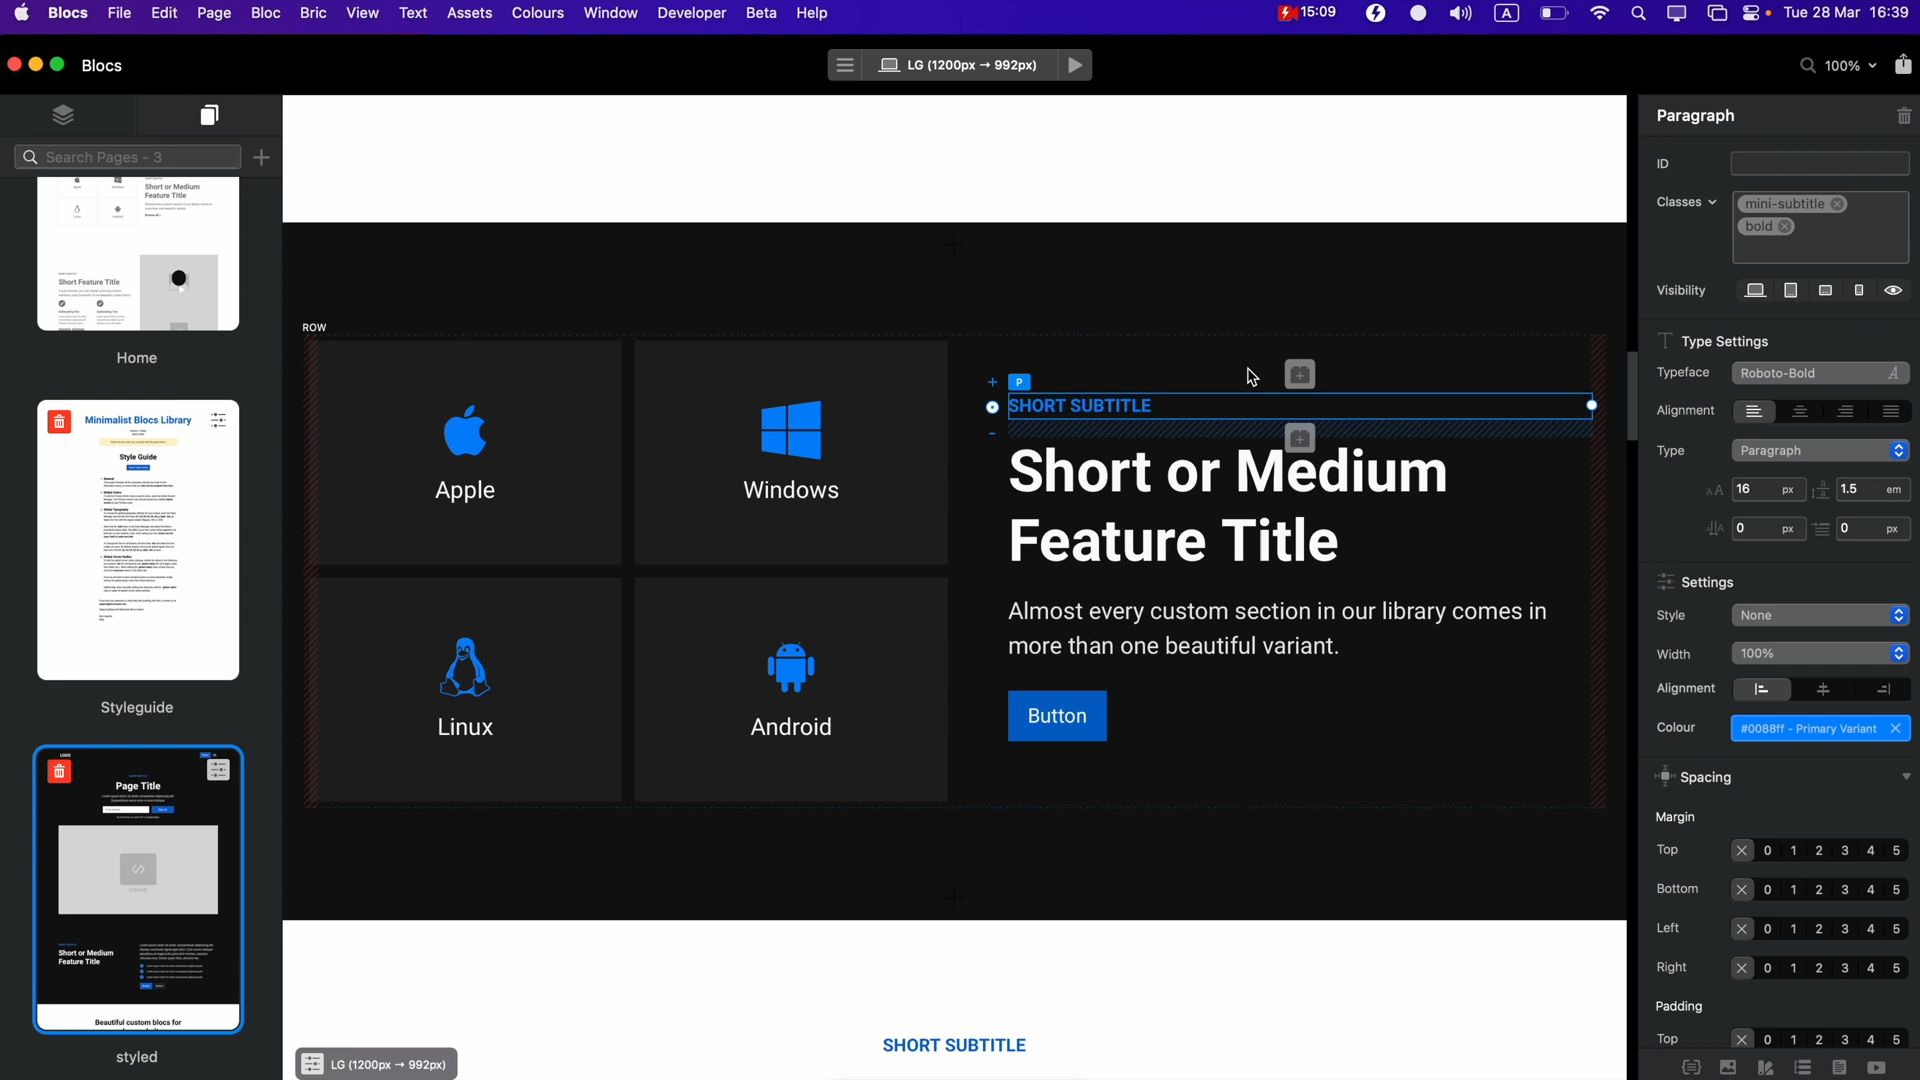 Blocs File Edit Page Bloc Bric View Text Assets Colours Window Developer Beta Help 15:09 A Tue 28 Mar 16:39
Blocs
LG (1200px → 992px)
100%
Search Pages - 3
Short or Medium
Feature Title
Short Feature Title
Home
Minimalist Blocs Library
Style Guide
Styleguide
LOGO
Page Title
Short or Medium
Feature Title
Beautiful custom blocs for
styled
ROW
Apple
Windows
Linux
Android
P
SHORT SUBTITLE
Short or Medium
Feature Title
Almost every custom section in our library comes in
more than one beautiful variant.
Button
SHORT SUBTITLE
LG (1200px → 992px)
Paragraph
ID
Classes
mini-subtitle
bold
Visibility
Type Settings
Typeface Roboto-Bold
Alignment
Type Paragraph
16 px 1.5 em
0 px 0 px
Settings
Style None
Width 100%
Alignment
Colour #0088ff - Primary Variant
Spacing
Margin
Top 0 1 2 3 4 5
Bottom 0 1 2 3 4 5
Left 0 1 2 3 4 5
Right 0 1 2 3 4 5
Padding
Top 0 1 2 3 4 5